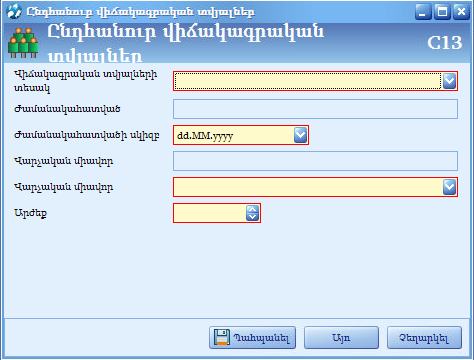 Ընդհանուր վիճակագրական տվյալներ
Ընդհանուր վիճակագրական
տվյալներ
C13
Վիճակագրական տվյալների
տեսակ
Ժամանակահատված
Ժամանակահատվածի սկիզբ
dd.MM.yyyy
Վարչական միավոր
Վարչական միավոր
Արժեք
Պահպանել
Այո
Չեղարկել